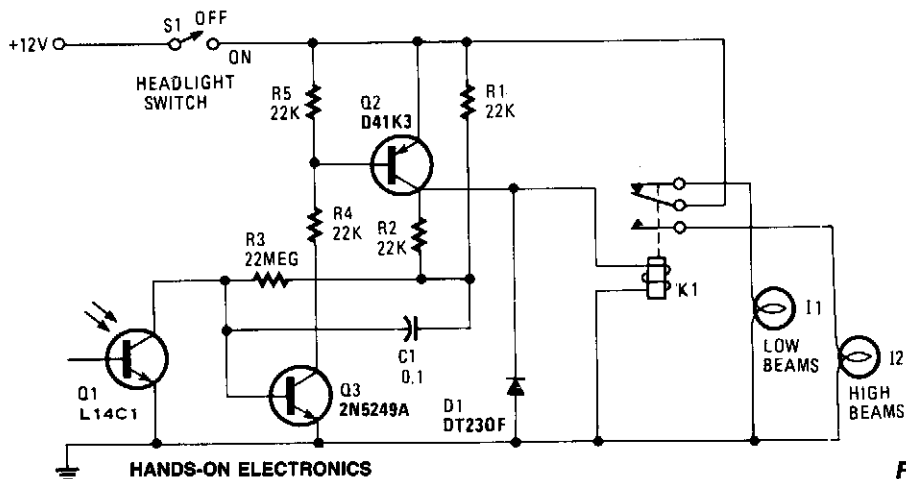 +12V
S1
OFF
ON
HEADLIGHT
SWITCH
R5
22K
Q2
D41K3
R1
22K
R4
22K
R2
22K
R3
22MEG
C1
0.1
Q1
L14C1
Q3
2N5249A
D1
DT230F
K1
I1
LOW
BEAMS
I2
HIGH
BEAMS
HANDS-ON ELECTRONICS
F